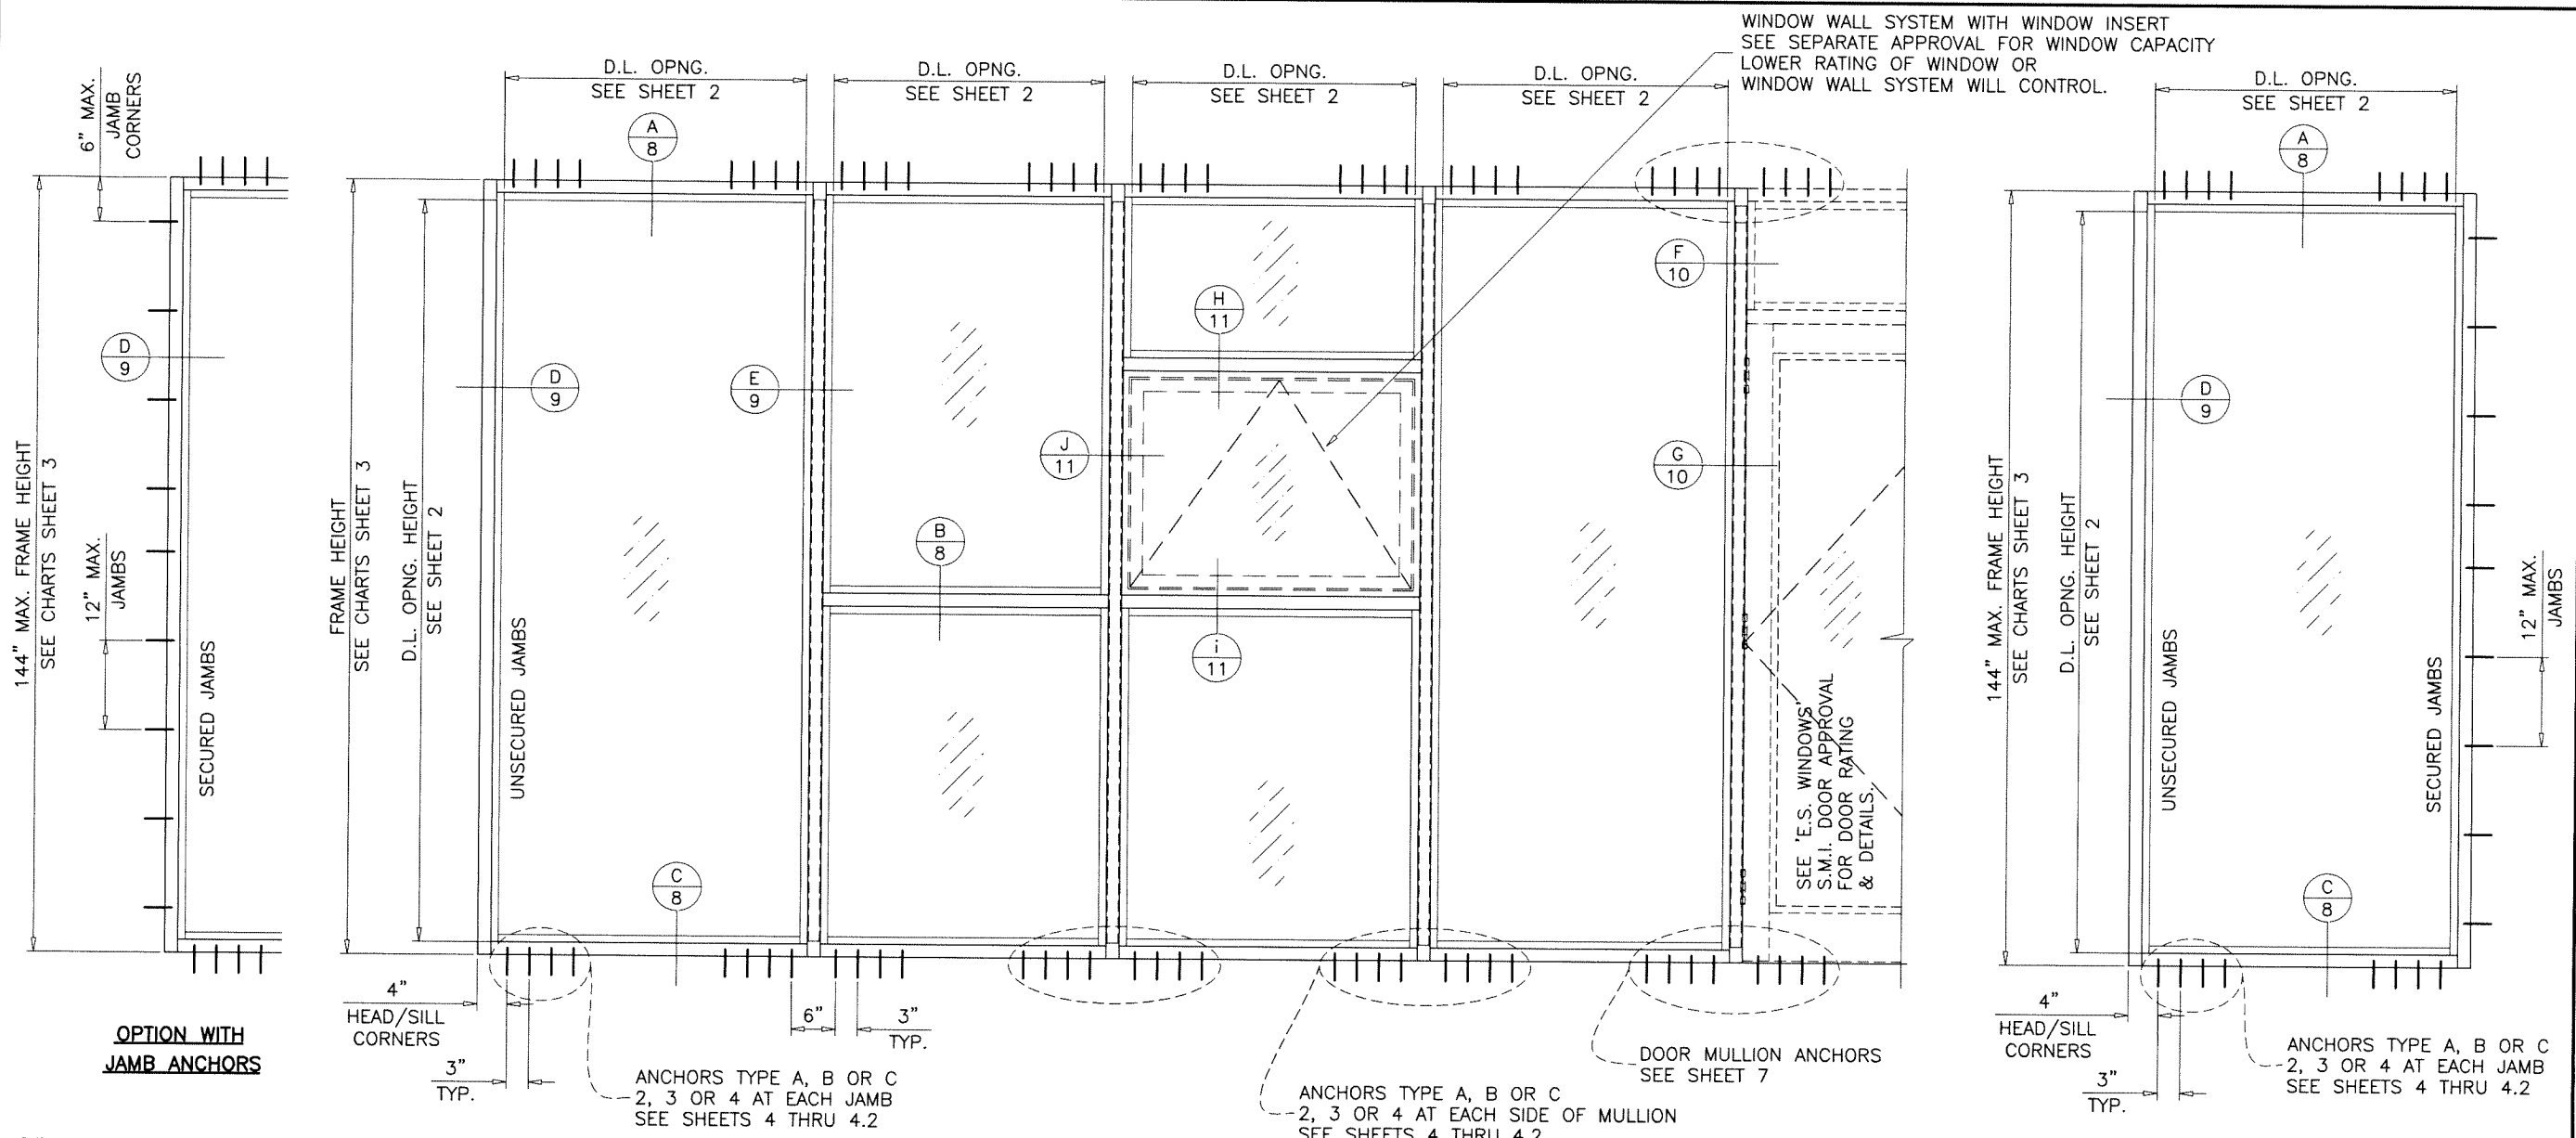 WINDOW WALL SYSTEM WITH WINDOW INSERT
SEE SEPARATE APPROVAL FOR WINDOW CAPACITY
LOWER RATING OF WINDOW OR
WINDOW WALL SYSTEM WILL CONTROL.
6" MAX.
JAMB
CORNERS
D.L. OPNG.
SEE SHEET 2
D.L. OPNG.
SEE SHEET 2
D.L. OPNG.
SEE SHEET 2
D.L. OPNG.
SEE SHEET 2
D.L. OPNG.
SEE SHEET 2
A
8
A
8
144" MAX. FRAME HEIGHT
SEE CHARTS SHEET 3
12" MAX.
JAMBS
D
9
SECURED JAMBS
FRAME HEIGHT
SEE CHARTS SHEET 3
D.L. OPNG. HEIGHT
SEE SHEET 2
UNSECURED JAMBS
D
9
E
9
B
8
C
8
H
11
J
11
i
11
F
10
G
10
SEE 'E.S. WINDOWS'
S.M.I. DOOR APPROVAL
FOR DOOR RATING
& DETAILS.
144" MAX. FRAME HEIGHT
SEE CHARTS SHEET 3
D.L. OPNG. HEIGHT
SEE SHEET 2
UNSECURED JAMBS
D
9
C
8
SECURED JAMBS
12" MAX.
JAMBS
OPTION WITH
JAMB ANCHORS
4"
HEAD/SILL
CORNERS
3"
TYP.
ANCHORS TYPE A, B OR C
2, 3 OR 4 AT EACH JAMB
SEE SHEETS 4 THRU 4.2
6"
3"
TYP.
ANCHORS TYPE A, B OR C
2, 3 OR 4 AT EACH SIDE OF MULLION
SEE SHEETS 4 THRU 4.2
DOOR MULLION ANCHORS
SEE SHEET 7
4"
HEAD/SILL
CORNERS
3"
TYP.
ANCHORS TYPE A, B OR C
2, 3 OR 4 AT EACH JAMB
SEE SHEETS 4 THRU 4.2